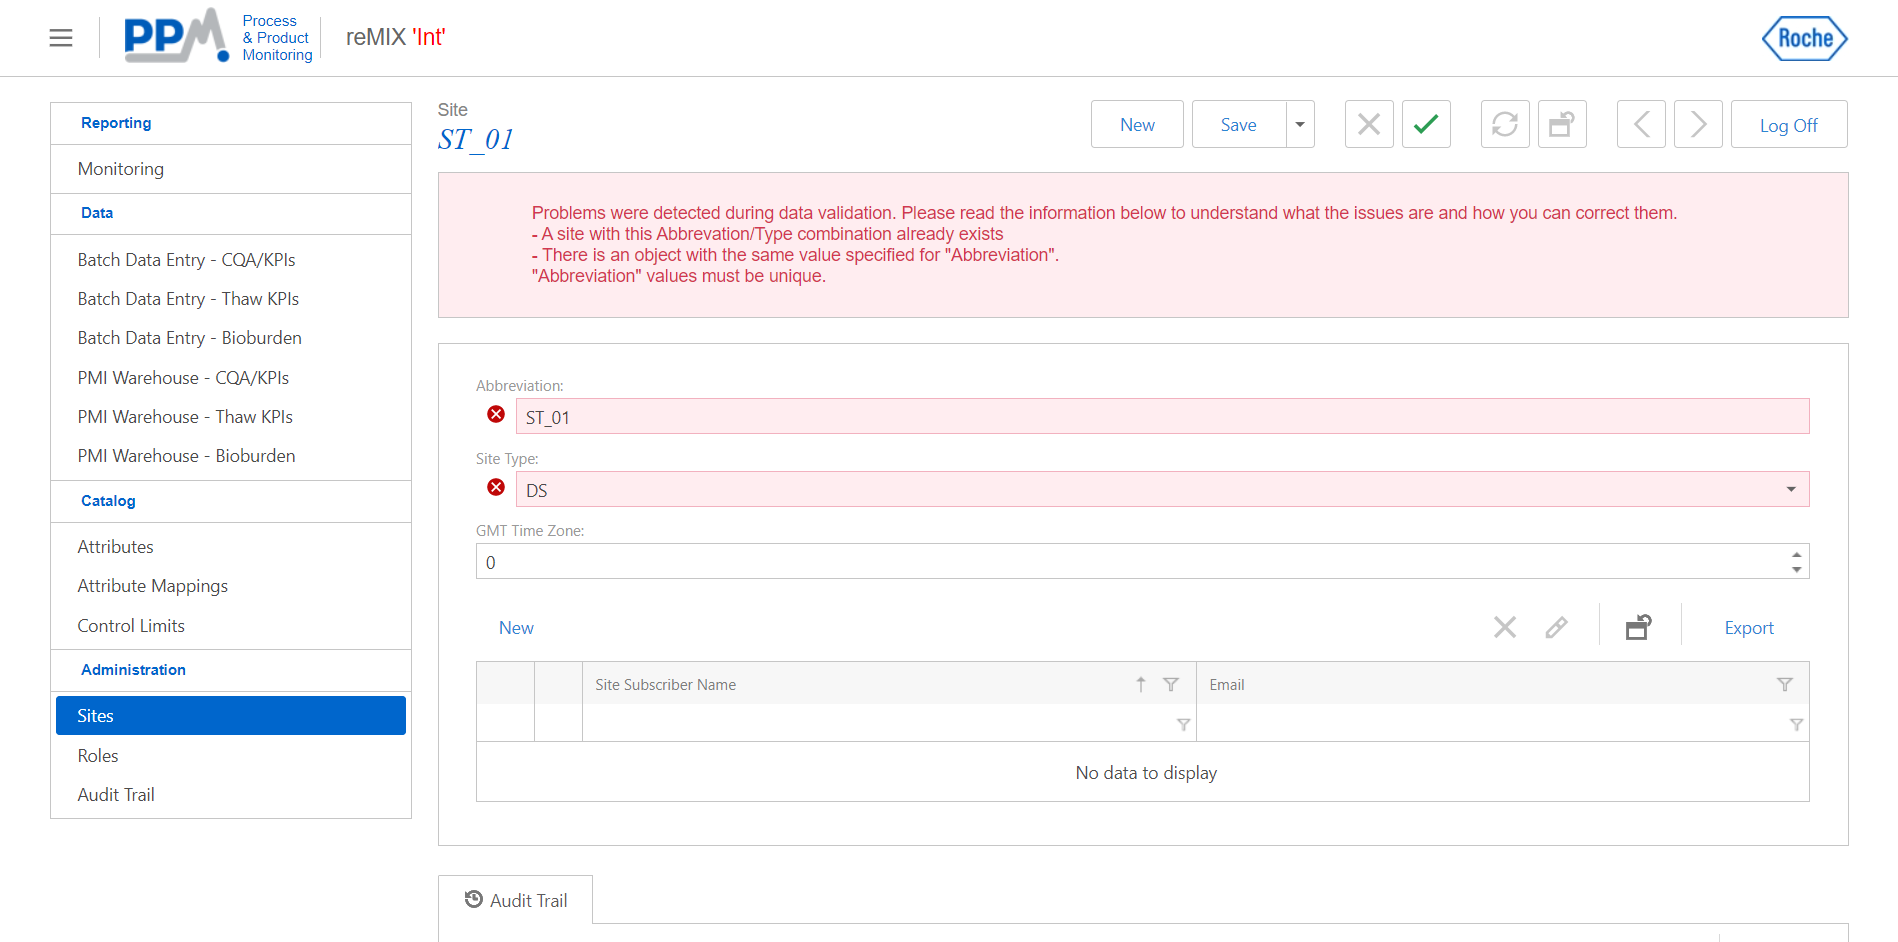 PPM
Process
& Product
Monitoring
reMIX 'Int'
Roche
Reporting
Monitoring
Data
Batch Data Entry - CQA/KPIs
Batch Data Entry - Thaw KPIs
Batch Data Entry - Bioburden
PMI Warehouse - CQA/KPIs
PMI Warehouse - Thaw KPIs
PMI Warehouse - Bioburden
Catalog
Attributes
Attribute Mappings
Control Limits
Administration
Sites
Roles
Audit Trail
Site
ST_01
New
Save
Log Off
Problems were detected during data validation. Please read the information below to understand what the issues are and how you can correct them.
- A site with this Abbrevation/Type combination already exists
- There is an object with the same value specified for "Abbreviation".
"Abbreviation" values must be unique.
Abbreviation:
ST_01
Site Type:
DS
GMT Time Zone:
0
New
Export
Site Subscriber Name
Email
No data to display
Audit Trail